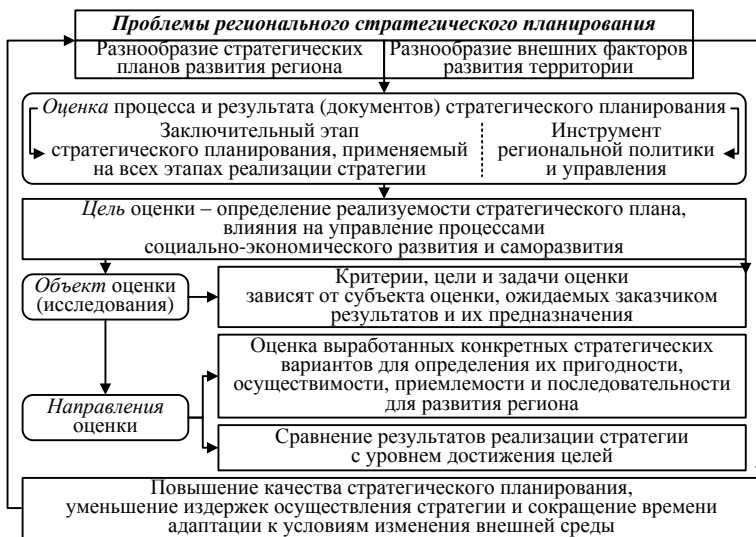 Проблемы регионального стратегического планирования
Разнообразие стратегических
планов развития региона
Разнообразие внешних факторов
развития территории
Оценка процесса и результата (документов) стратегического планирования
Заключительный этап
стратегического планирования, применяемый
на всех этапах реализации стратегии
Инструмент
региональной политики
и управления
Цель оценки – определение реализуемости стратегического плана,
влияния на управление процессами
социально-экономического развития и саморазвития
Объект оценки
(исследования)
Критерии, цели и задачи оценки
зависят от субъекта оценки, ожидаемых заказчиком
результатов и их предназначения
Оценка выработанных конкретных стратегических
вариантов для определения их пригодности,
осуществимости, приемлемости и последовательности
для развития региона
Направления
оценки
Сравнение результатов реализации стратегии
с уровнем достижения целей
Повышение качества стратегического планирования,
уменьшение издержек осуществления стратегии и сокращение времени
адаптации к условиям изменения внешней среды